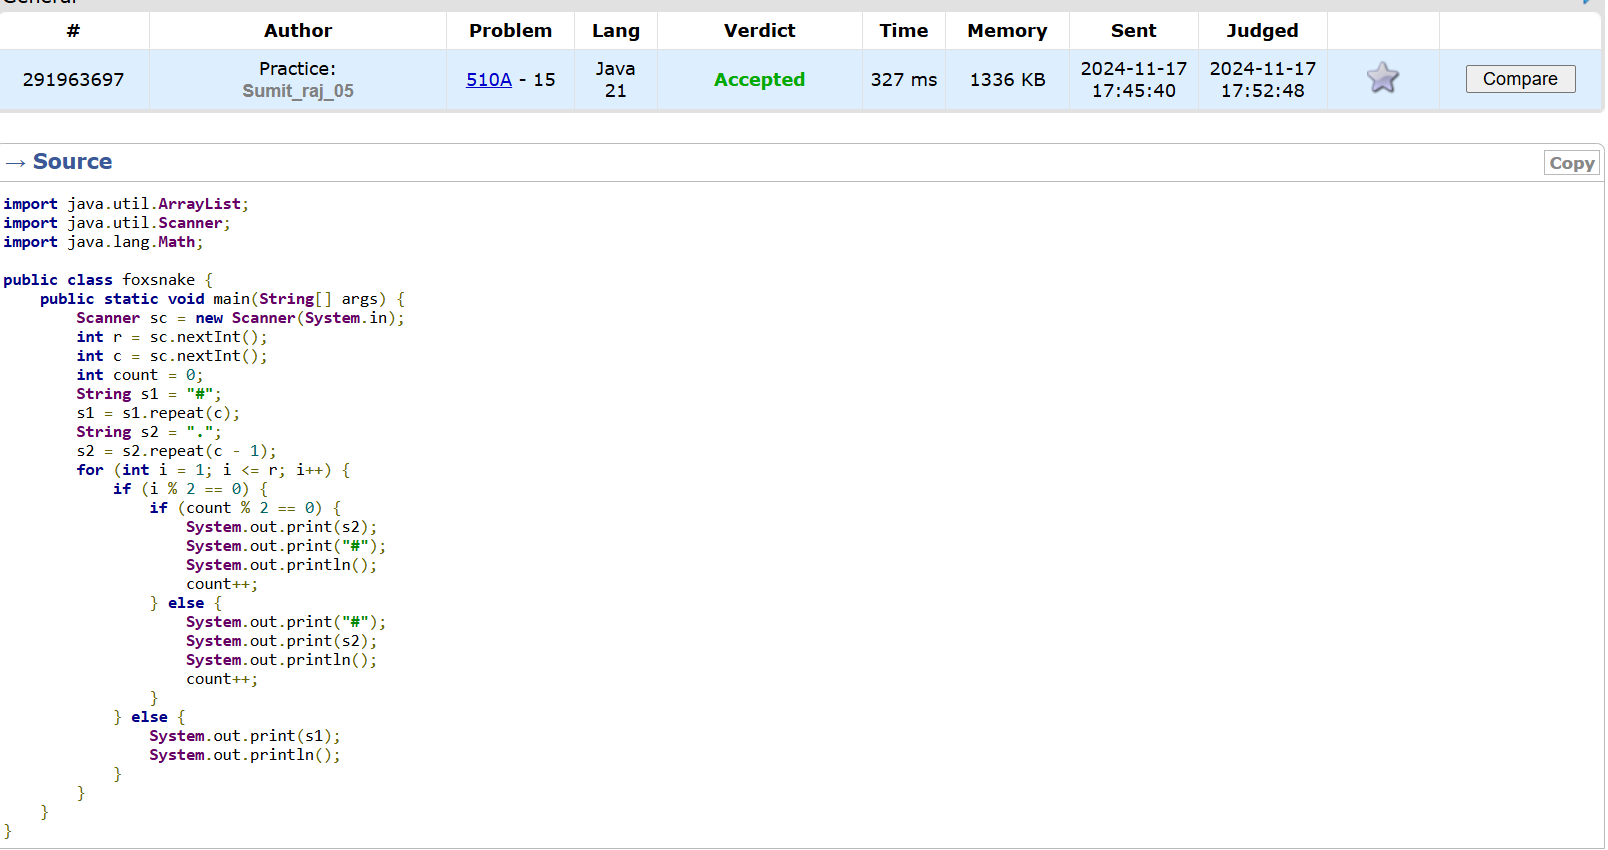 General
# Author Problem Lang Verdict Time Memory Sent Judged
291963697 Practice: Sumit_raj_05 510A - 15 Java 21 Accepted 327 ms 1336 KB 2024-11-17 17:45:40 2024-11-17 17:52:48 Compare
→ Source
Copy
import java.util.ArrayList;
import java.util.Scanner;
import java.lang.Math;

public class foxsnake {
    public static void main(String[] args) {
        Scanner sc = new Scanner(System.in);
        int r = sc.nextInt();
        int c = sc.nextInt();
        int count = 0;
        String s1 = "#";
        s1 = s1.repeat(c);
        String s2 = ".";
        s2 = s2.repeat(c - 1);
        for (int i = 1; i <= r; i++) {
            if (i % 2 == 0) {
                if (count % 2 == 0) {
                    System.out.print(s2);
                    System.out.print("#");
                    System.out.println();
                    count++;
                } else {
                    System.out.print("#");
                    System.out.print(s2);
                    System.out.println();
                    count++;
                }
            } else {
                System.out.print(s1);
                System.out.println();
            }
        }
    }
}